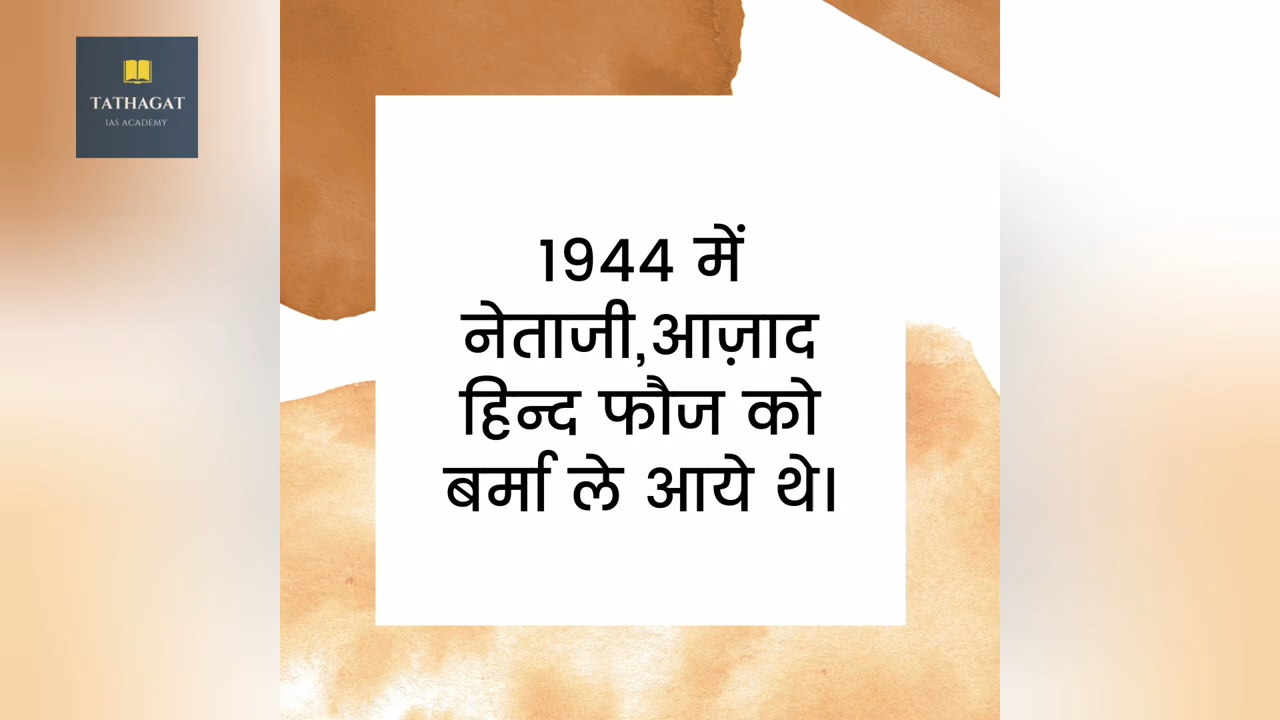 TATHAGAT
IAS ACADEMY
1944 में
नेताजी,आज़ाद
हिन्द फौज को
बर्मा ले आये थे।